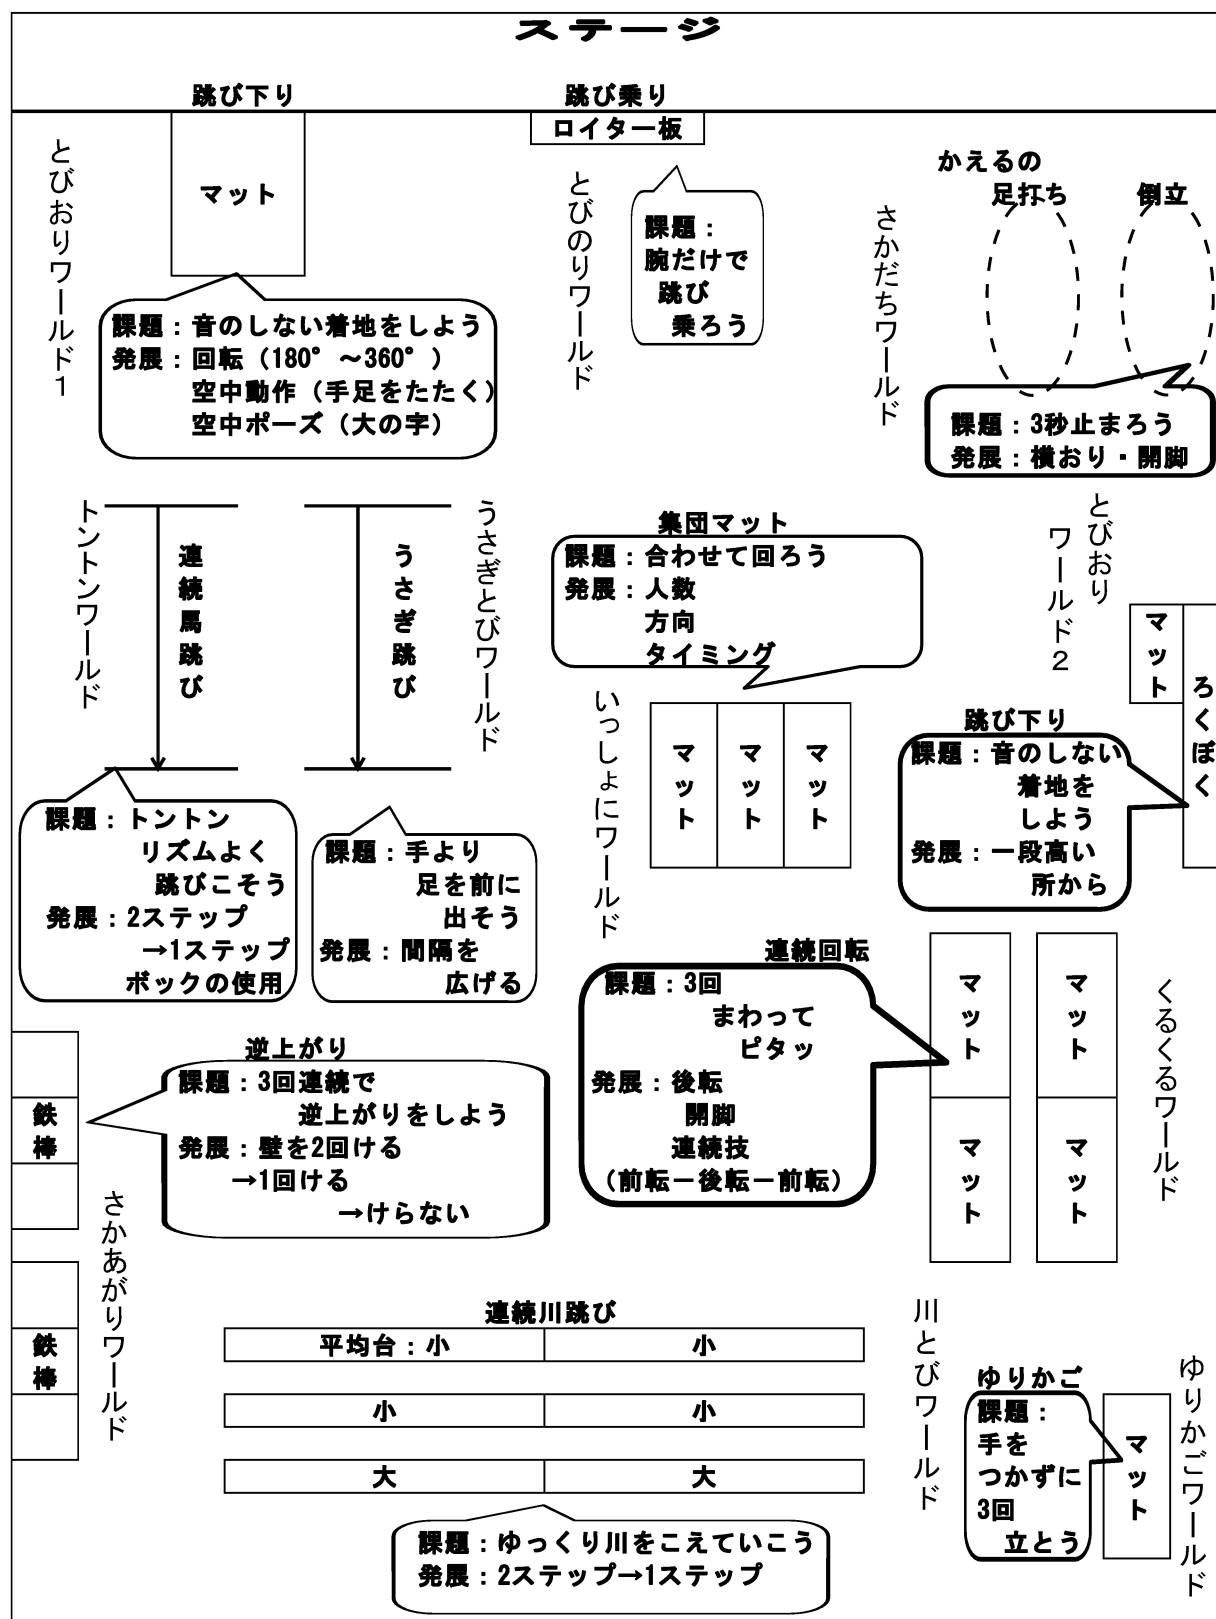 ステージ
跳び下り
跳び乗り
ロイター板
マット
とびおりワールド1
課題：音のしない着地をしよう
発展：回転（180°～360°）
空中動作（手足をたたく）
空中ポーズ（大の字）
とびのりワールド
課題：
腕だけで
跳び
乗ろう
さかだちワールド
かえるの
足打ち
倒立
課題：3秒止まろう
発展：横おり・開脚
トントンワールド
連続馬跳び
うさぎ跳び
うさぎとびワールド
課題：トントン
リズムよく
跳びこそう
発展：2ステップ
→1ステップ
ボックの使用
課題：手より
足を前に
出そう
発展：間隔を
広げる
集団マット
課題：合わせて回ろう
発展：人数
方向
タイミング
いっしょにワールド
マット
マット
マット
とびおり
ワールド2
マット
ろくぼく
跳び下り
課題：音のしない
着地を
しよう
発展：一段高い
所から
連続回転
課題：3回
まわって
ピタッ
発展：後転
開脚
連続技
（前転－後転－前転）
マット
マット
マット
マット
くるくるワールド
鉄棒
鉄棒
逆上がり
課題：3回連続で
逆上がりをしよう
発展：壁を2回ける
→1回ける
→けらない
さかあがりワールド
連続川跳び
平均台：小
小
小
小
大
大
課題：ゆっくり川をこえていこう
発展：2ステップ→1ステップ
川とびワールド
ゆりかご
課題：
手を
つかずに
3回
立とう
マット
ゆりかごワールド